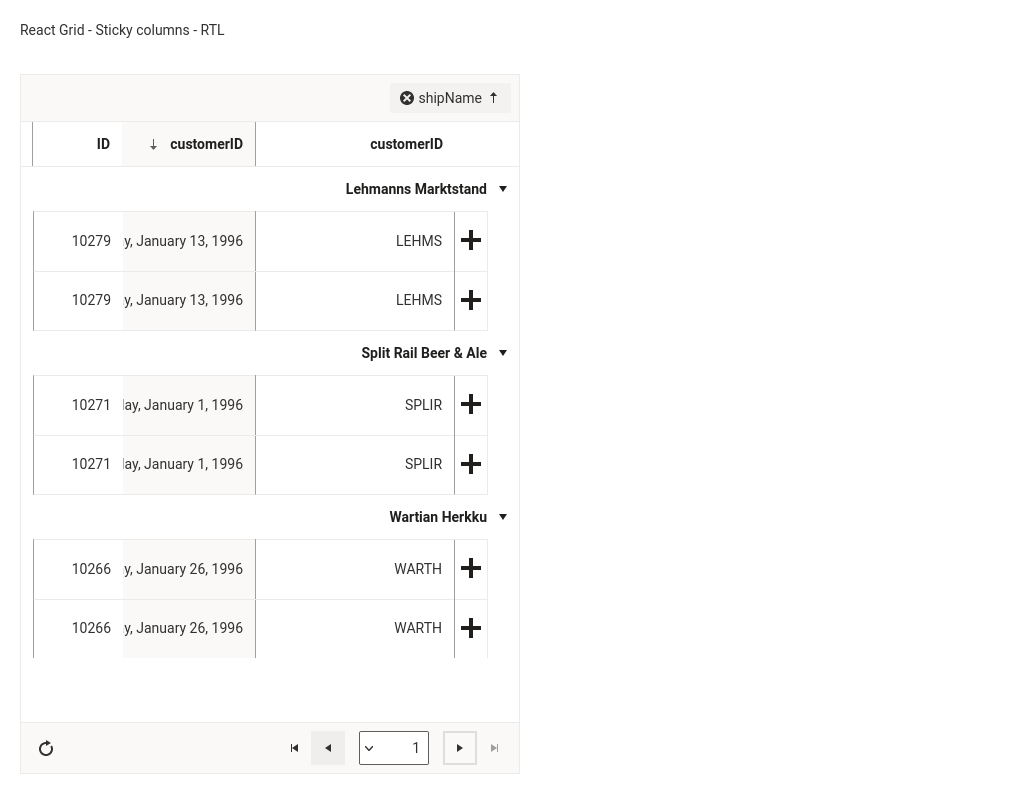 React Grid - Sticky columns - RTL
shipName
ID customerID customerID
Lehmanns Marktstand
10279 y, January 13, 1996 LEHMS
10279 y, January 13, 1996 LEHMS
Split Rail Beer & Ale
10271 ay, January 1, 1996 SPLIR
10271 ay, January 1, 1996 SPLIR
Wartian Herkku
10266 y, January 26, 1996 WARTH
10266 y, January 26, 1996 WARTH
1